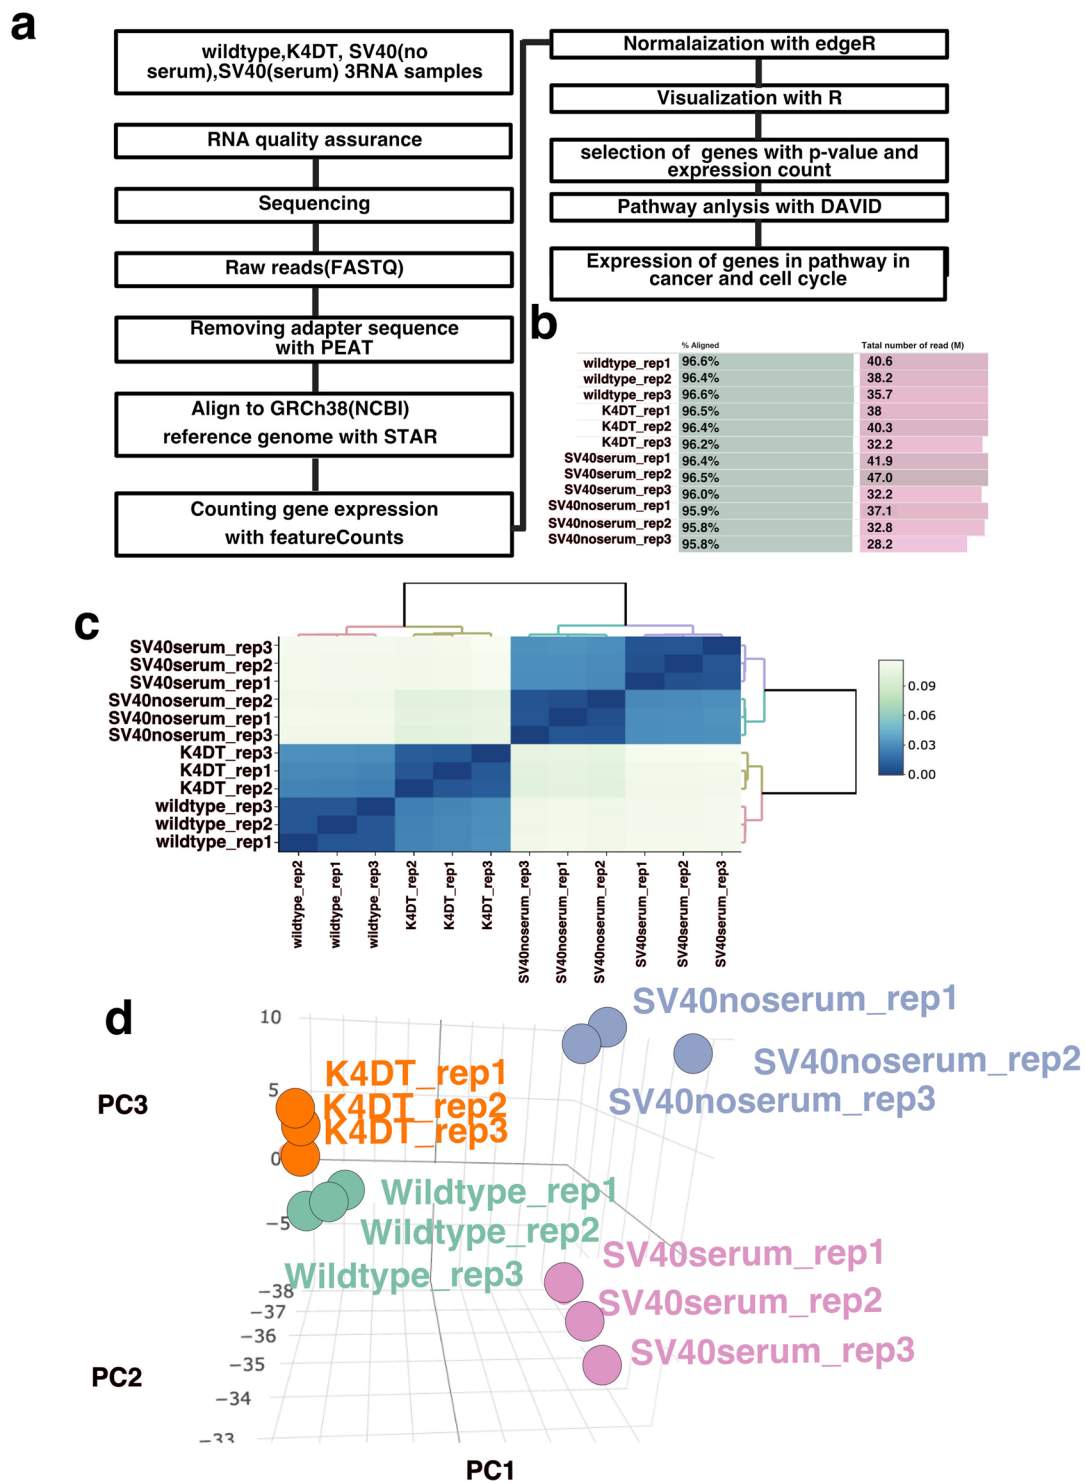 a
wildtype,K4DT, SV40(no
serum),SV40(serum) 3RNA samples
RNA quality assurance
Sequencing
Raw reads(FASTQ)
Removing adapter sequence
with PEAT
Align to GRCh38(NCBI)
reference genome with STAR
Counting gene expression
with featureCounts
Normalaization with edgeR
Visualization with R
selection of genes with p-value and
expression count
Pathway anlysis with DAVID
Expression of genes in pathway in
cancer and cell cycle
b
% Aligned Tatal number of read (M)
wildtype_rep1 96.6% 40.6
wildtype_rep2 96.4% 38.2
wildtype_rep3 96.6% 35.7
K4DT_rep1 96.5% 38
K4DT_rep2 96.4% 40.3
K4DT_rep3 96.2% 32.2
SV40serum_rep1 96.4% 41.9
SV40serum_rep2 96.5% 47.0
SV40serum_rep3 96.0% 32.2
SV40noserum_rep1 95.9% 37.1
SV40noserum_rep2 95.8% 32.8
SV40noserum_rep3 95.8% 28.2
c
SV40serum_rep3
SV40serum_rep2
SV40serum_rep1
SV40noserum_rep2
SV40noserum_rep1
SV40noserum_rep3
K4DT_rep3
K4DT_rep1
K4DT_rep2
wildtype_rep3
wildtype_rep2
wildtype_rep1
0.09
0.06
0.03
0.00
wildtype_rep2
wildtype_rep1
wildtype_rep3
K4DT_rep2
K4DT_rep1
K4DT_rep3
SV40noserum_rep3
SV40noserum_rep1
SV40noserum_rep2
SV40serum_rep1
SV40serum_rep2
SV40serum_rep3
d
PC3
10
5
0
−5
−38
−37
−36
−35
−34
−33
PC2
PC1
SV40noserum_rep1
SV40noserum_rep2
SV40noserum_rep3
K4DT_rep1
K4DT_rep2
K4DT_rep3
Wildtype_rep1
Wildtype_rep2
Wildtype_rep3
SV40serum_rep1
SV40serum_rep2
SV40serum_rep3